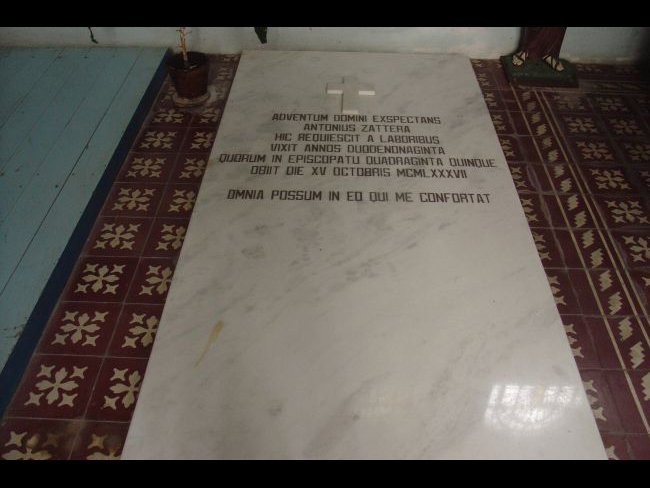 ADVENTUM DOMINI EXSPECTANS
ANTONIUS ZATTERA
HIC REQUIESCIT A LABORIBUS
VIXIT ANNOS DUODENONAGINTA
QUORUM IN EPISCOPATU QUADRAGINTA QUINQUE
OBIIT DIE XV OCTOBRIS MCMLXXXVII
OMNIA POSSUM IN EO QUI ME CONFORTAT